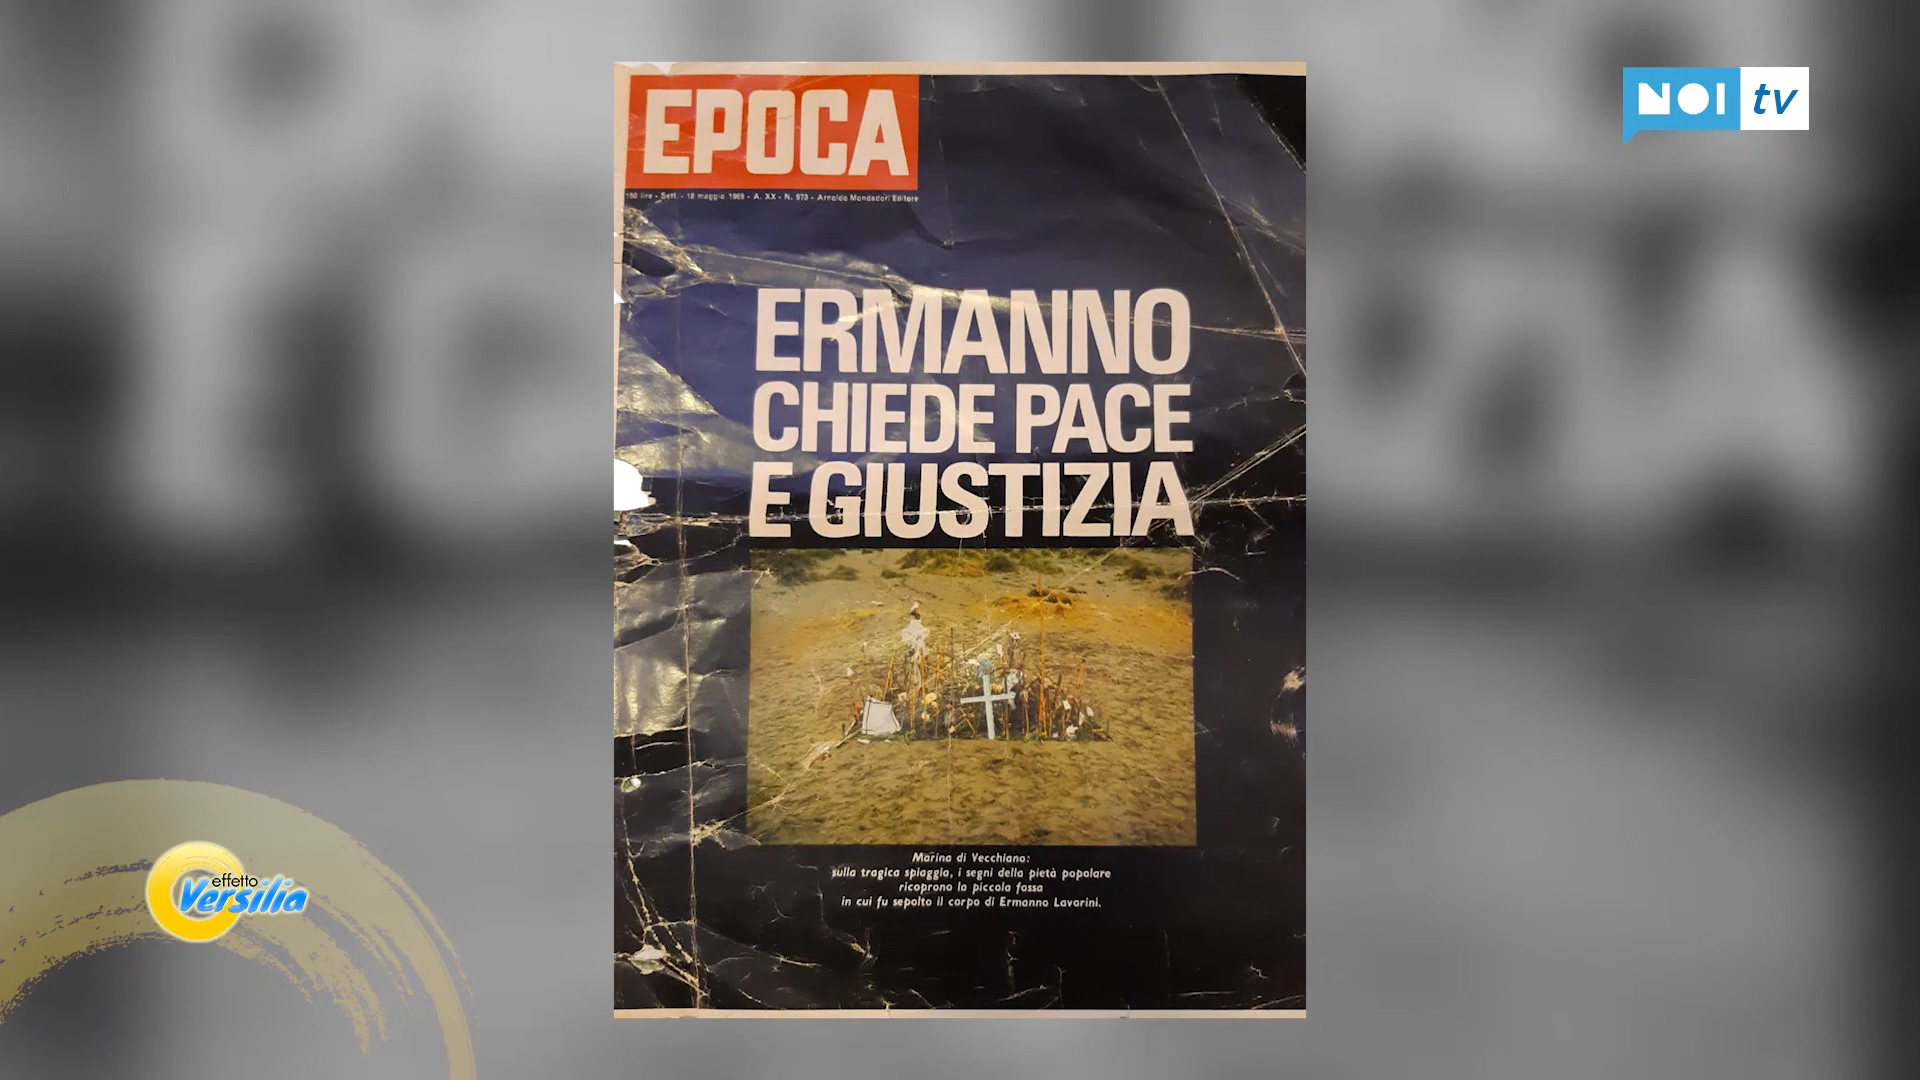 EPOCA
150 lire - Sett. - 18 maggio 1969 - A. XX - N. 973 - Arnoldo Mondadori Editore
ERMANNO
CHIEDE PACE
E GIUSTIZIA
Marina di Vecchiano:
sulla tragica spiaggia, i segni della pietà popolare
ricoprono la piccola fossa
in cui fu sepolto il corpo di Ermanno Lavorini.
NOI tv
effetto
Versilia